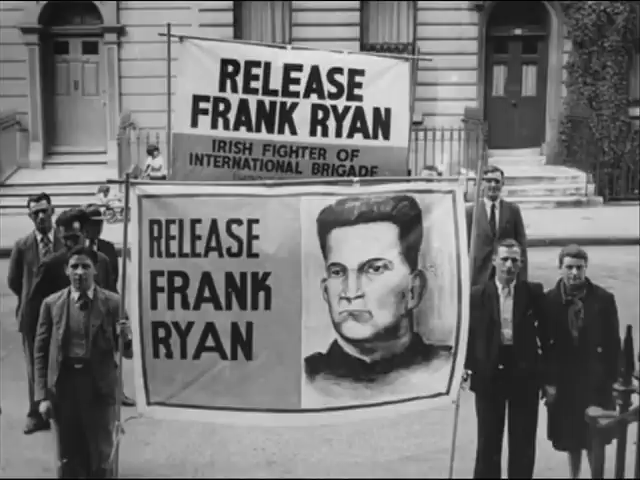 RELEASE
FRANK RYAN
IRISH FIGHTER OF
INTERNATIONAL BRIGADE
RELEASE
FRANK
RYAN